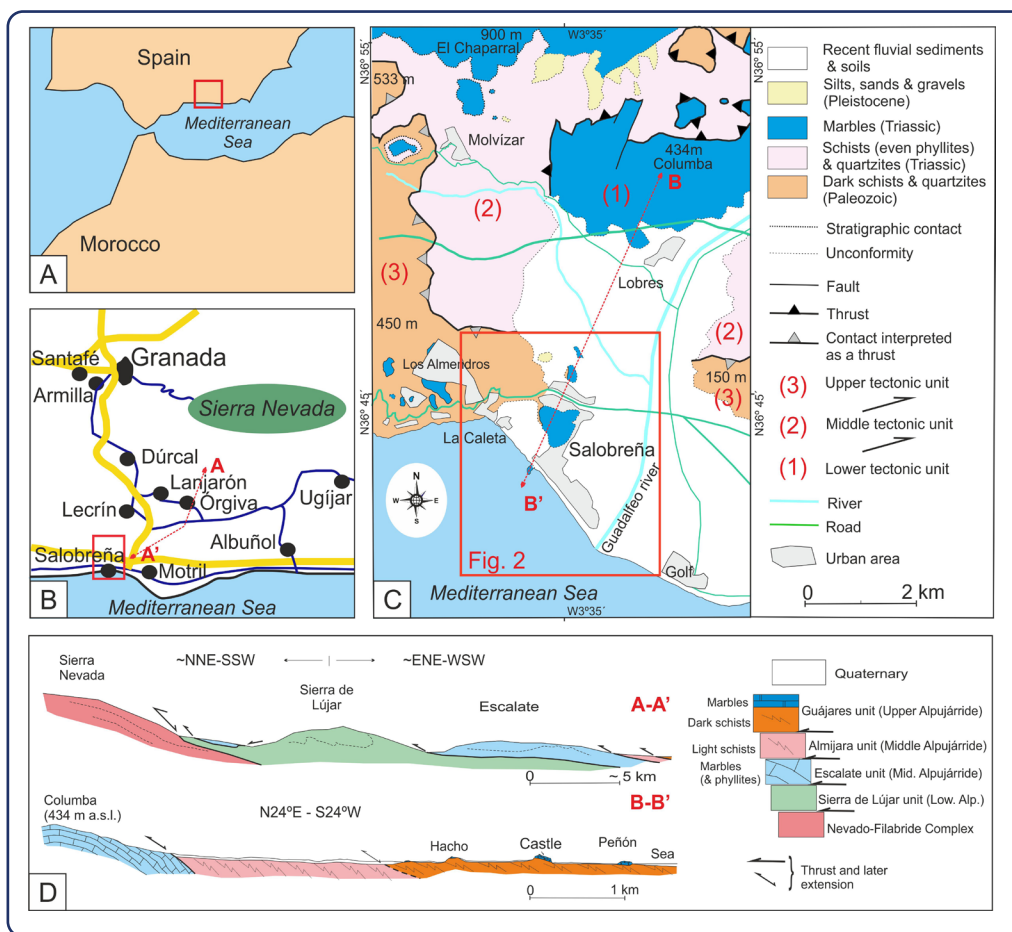 Spain
Mediterranean
Sea
Morocco
A
Santafé
Granada
Armilla
Sierra Nevada
Dúrcal
A
Lanjarón
Órgiva
Ugíjar
Lecrín
Albuñol
Salobreña
A'
Motril
B
Mediterranean Sea
900 m
W3º35´
El Chaparral
N36º 55´
N36º 55´
533 m
Molvízar
434m
Columba
B
(1)
(2)
(3)
Lobres
450 m
(2)
Los Almendros
150 m
(3)
N36º 45´
N36º 45´
La Caleta
Salobreña
N
W
E
S
B'
Guadalfeo river
Fig. 2
Golf
C
Mediterranean Sea
W3º35´
Recent fluvial sediments
& soils
Silts, sands & gravels
(Pleistocene)
Marbles (Triassic)
Schists (even phyllites)
& quartzites (Triassic)
Dark schists & quartzites
(Paleozoic)
Stratigraphic contact
Unconformity
Fault
Thrust
Contact interpreted
as a thrust
(3) Upper tectonic unit
(2) Middle tectonic unit
(1) Lower tectonic unit
River
Road
Urban area
0 2 km
Sierra
Nevada
~NNE-SSW
~ENE-WSW
Sierra de
Lújar
Escalate
A-A'
0 ~ 5 km
B-B'
Columba
(434 m a.s.l.)
N24ºE - S24ºW
Hacho
Castle
Peñón
Sea
0 1 km
D
Quaternary
Marbles
Dark schists
Guájares unit (Upper Alpujárride)
Light schists
Almijara unit (Middle Alpujárride)
Marbles
(& phyllites)
Escalate unit (Mid. Alpujárride)
Sierra de Lújar unit (Low. Alp.)
Nevado-Filabride Complex
Thrust and later
extension